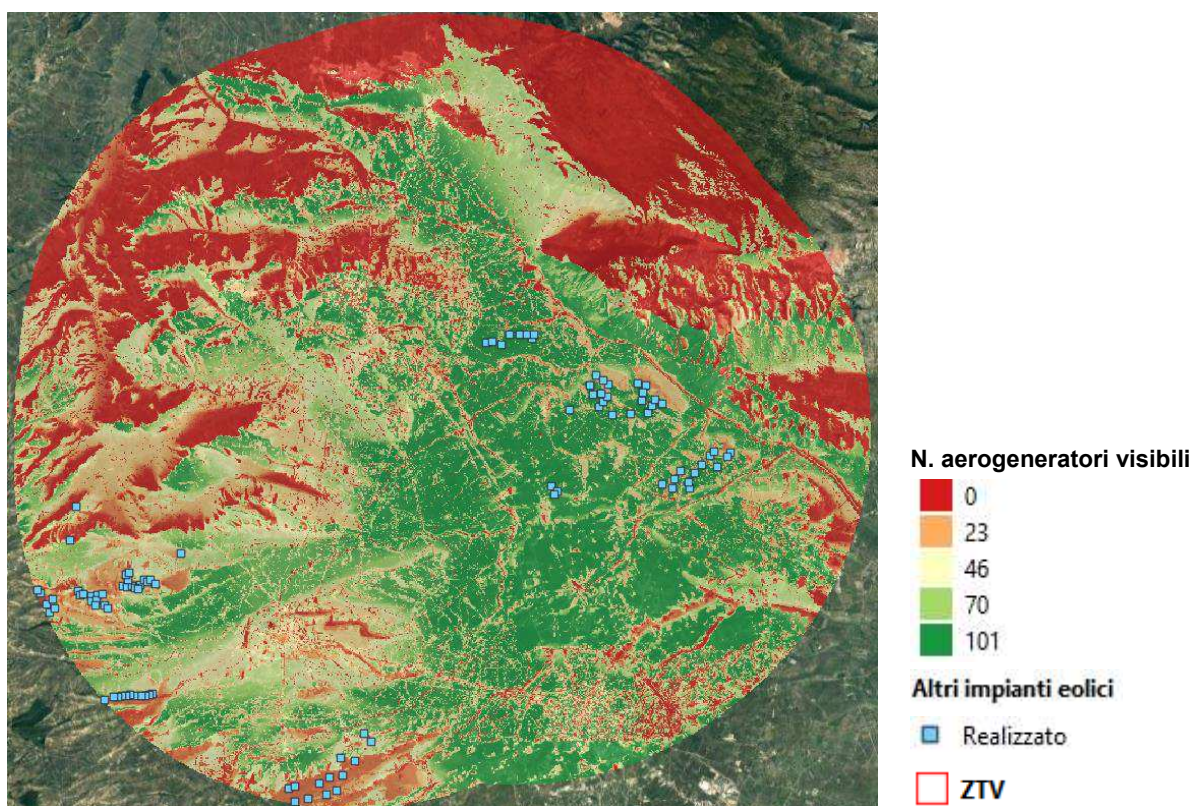 N. aerogeneratori visibili
0
23
46
70
101
Altri impianti eolici
Realizzato
ZTV